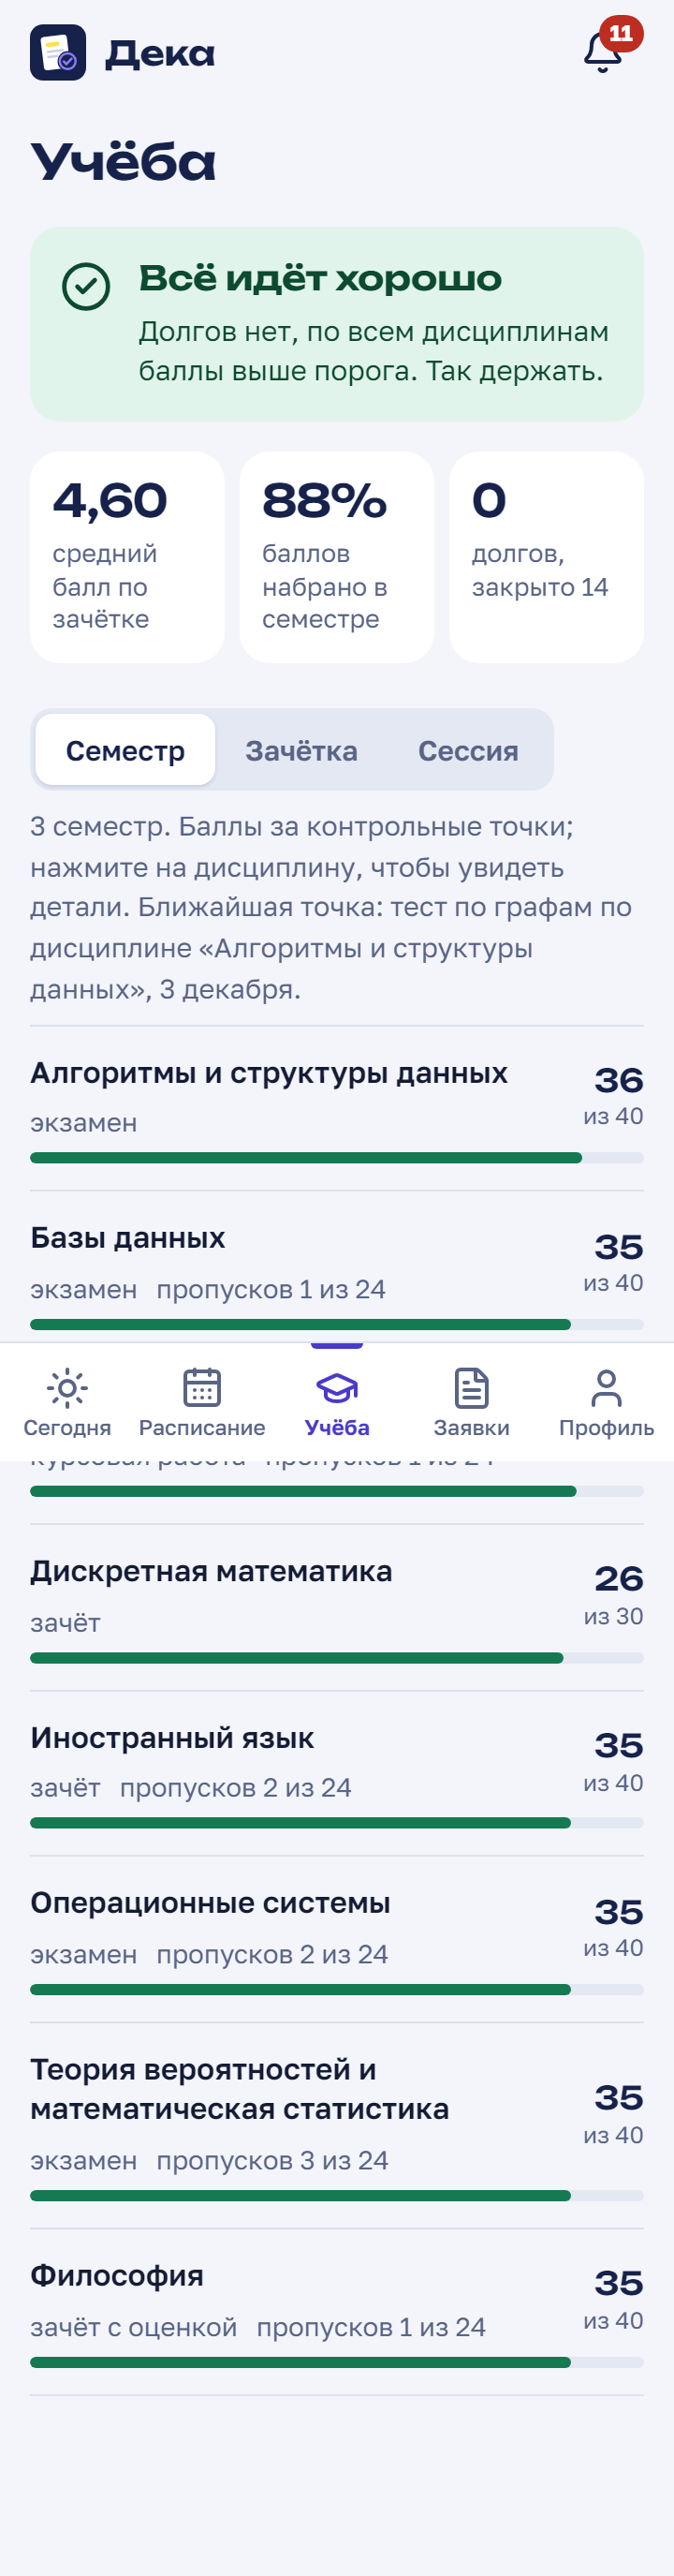 Дека
11
Учёба
Всё идёт хорошо
Долгов нет, по всем дисциплинам
баллы выше порога. Так держать.
4,60
средний
балл по
зачётке
88%
баллов
набрано в
семестре
0
долгов,
закрыто 14
Семестр Зачётка Сессия
3 семестр. Баллы за контрольные точки;
нажмите на дисциплину, чтобы увидеть
детали. Ближайшая точка: тест по графам по
дисциплине «Алгоритмы и структуры
данных», 3 декабря.
Алгоритмы и структуры данных
36
экзамен
из 40
Базы данных
35
экзамен пропусков 1 из 24
из 40
Сегодня Расписание Учёба Заявки Профиль
курсовая работа пропусков 1 из 24
Дискретная математика
26
зачёт
из 30
Иностранный язык
35
зачёт пропусков 2 из 24
из 40
Операционные системы
35
экзамен пропусков 2 из 24
из 40
Теория вероятностей и
математическая статистика
35
экзамен пропусков 3 из 24
из 40
Философия
35
зачёт с оценкой пропусков 1 из 24
из 40